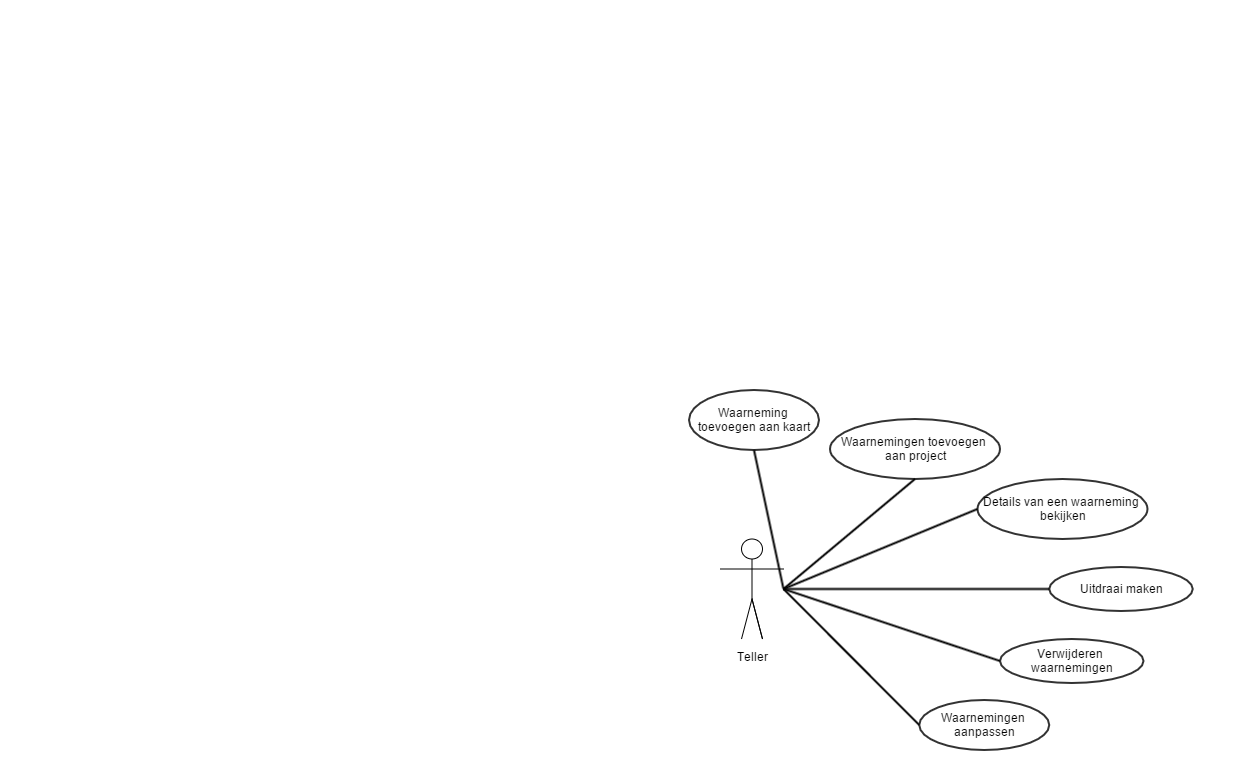 Waarneming
toevoegen aan kaart
Waarnemingen toevoegen
aan project
Details van een waarneming
bekijken
Uitdraai maken
Teller
Verwijderen
waarnemingen
Waarnemingen
aanpassen